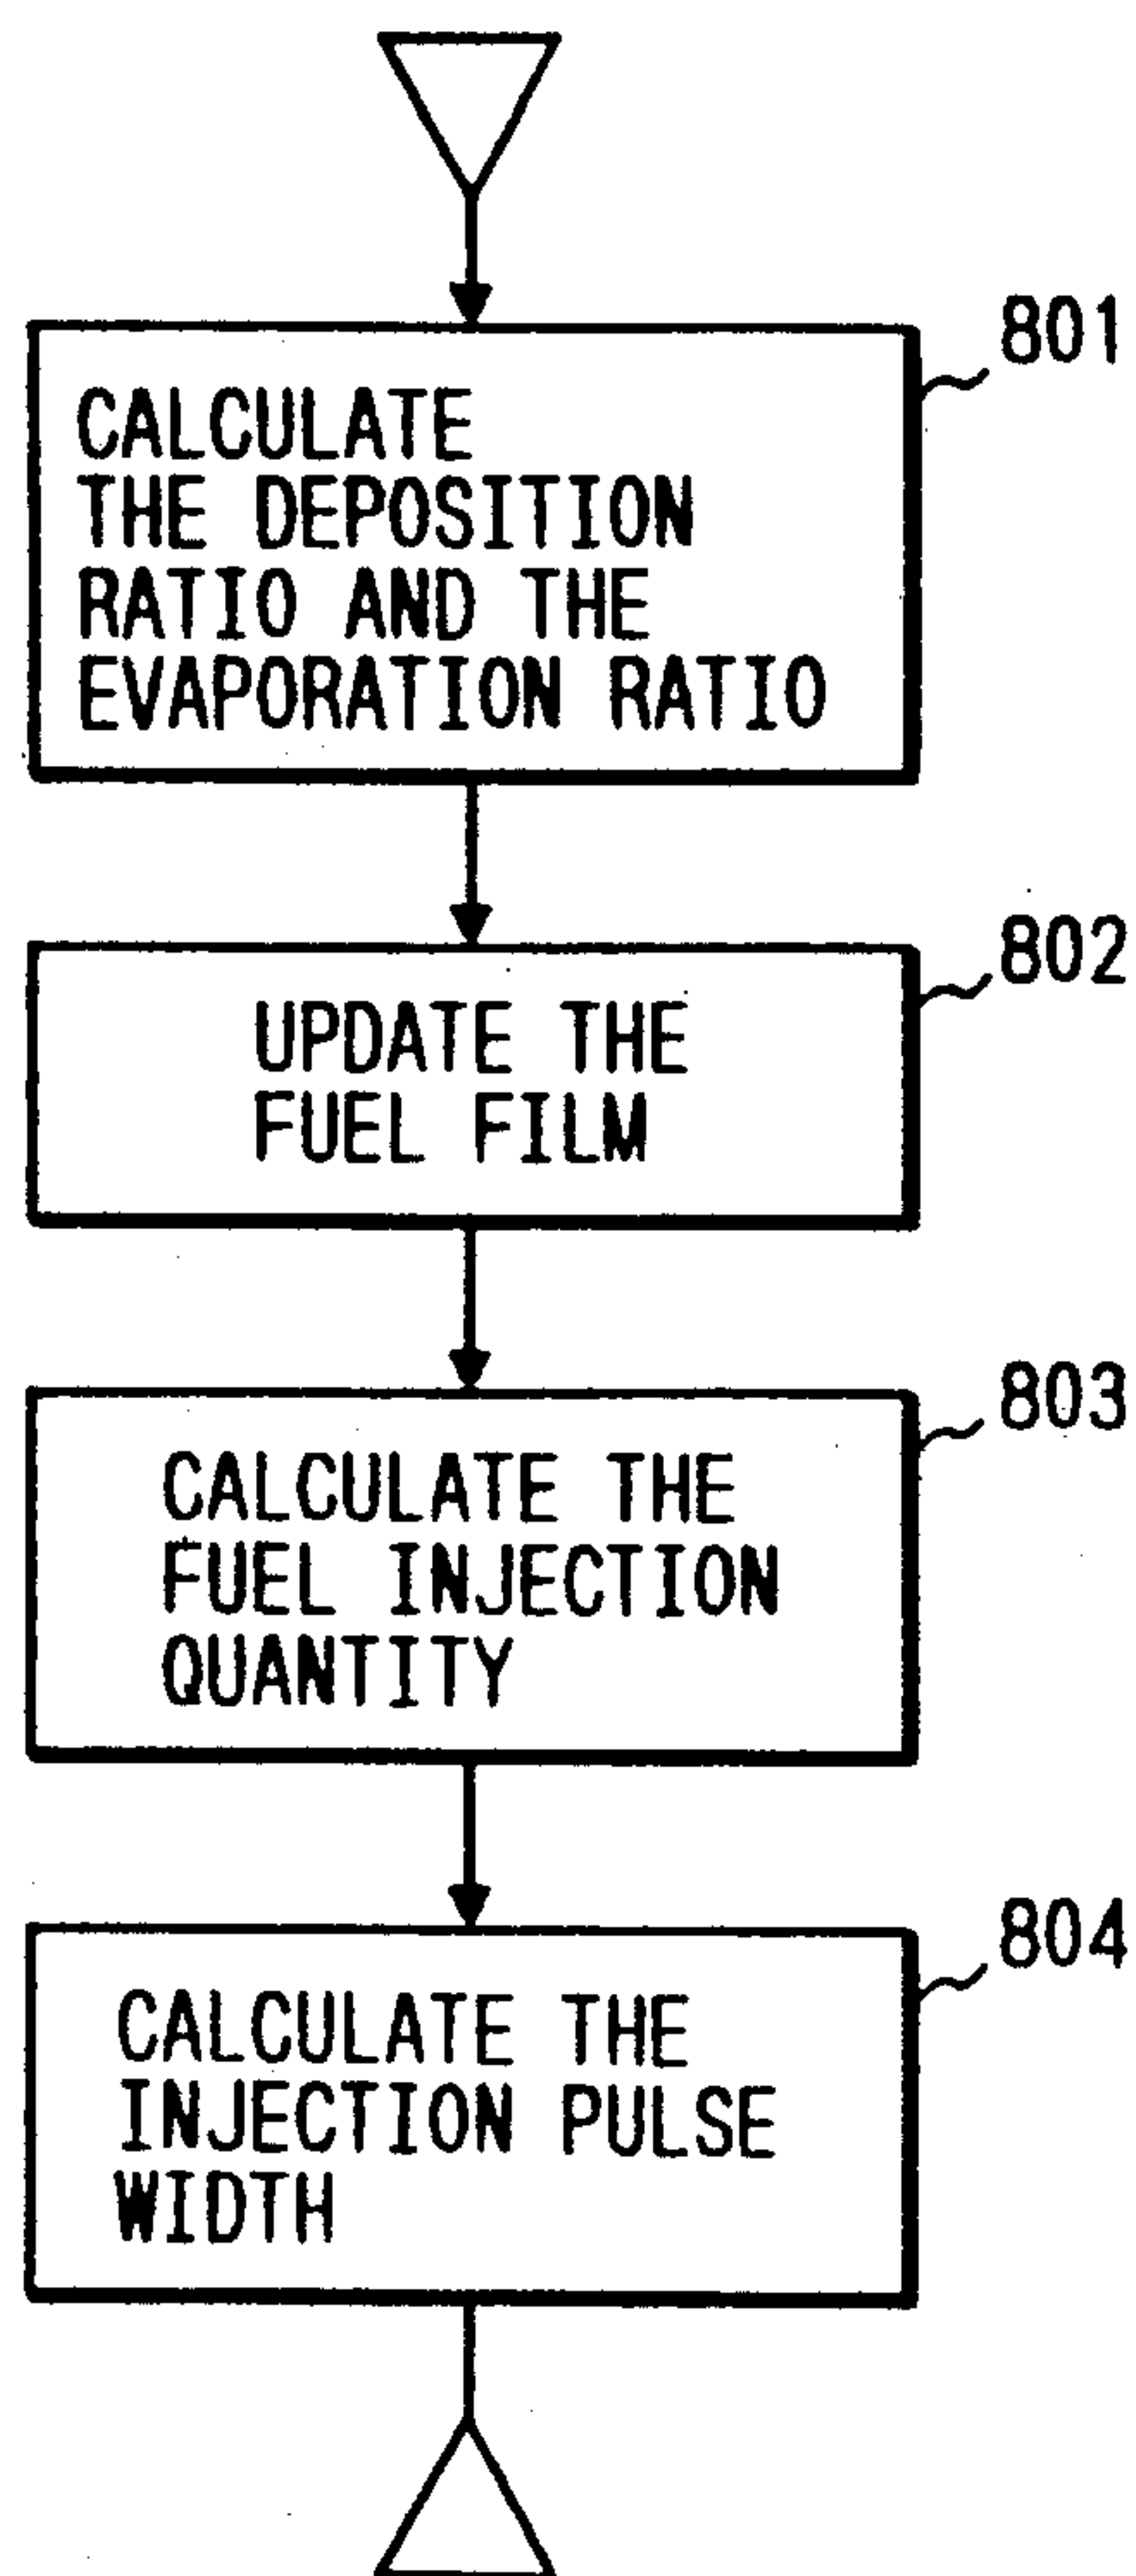 801
CALCULATE
THE DEPOSITION
RATIO AND THE
EVAPORATION RATIO
802
UPDATE THE
FUEL FILM
803
CALCULATE THE
FUEL INJECTION
QUANTITY
804
CALCULATE THE
INJECTION PULSE
WIDTH